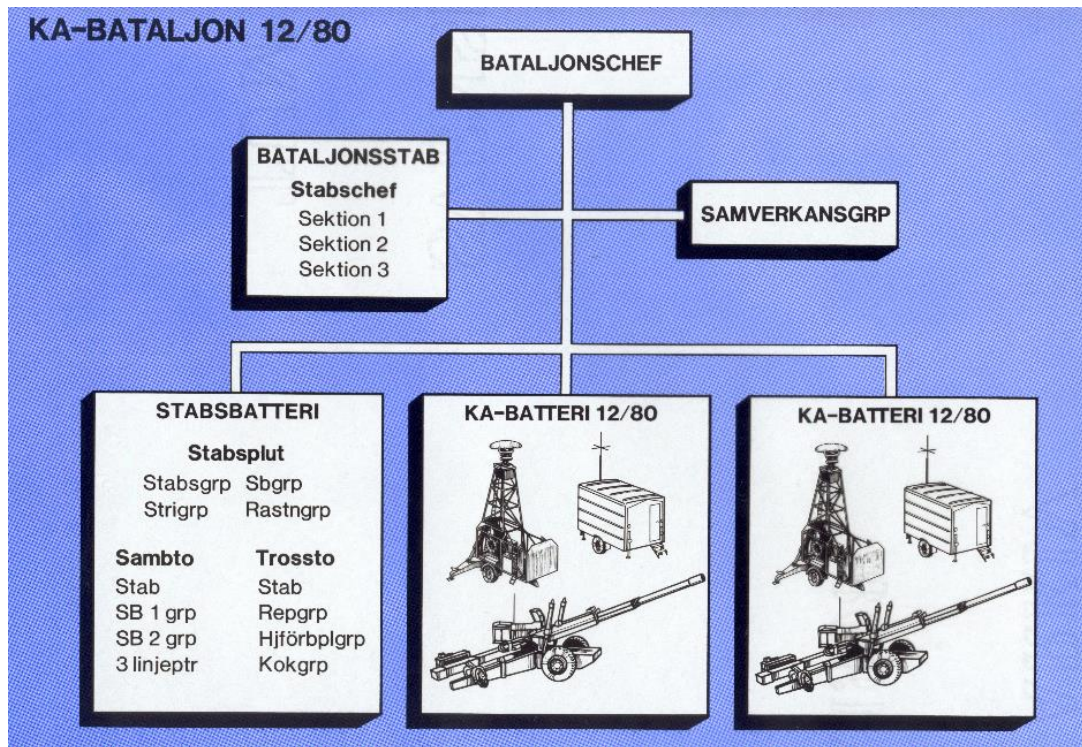 KA-BATALJON 12/80
BATALJONSCHEF
BATALJONSSTAB
Stabschef
Sektion 1
Sektion 2
Sektion 3
SAMVERKANSGRP
STABSBATTERI
Stabsplut
Stabsgrp Sbgrp
Strigrp Rastngrp
Sambto
Stab
SB 1 grp
SB 2 grp
3 linjeptr
Trossto
Stab
Repgrp
Hjförbplgrp
Kokgrp
KA-BATTERI 12/80
KA-BATTERI 12/80